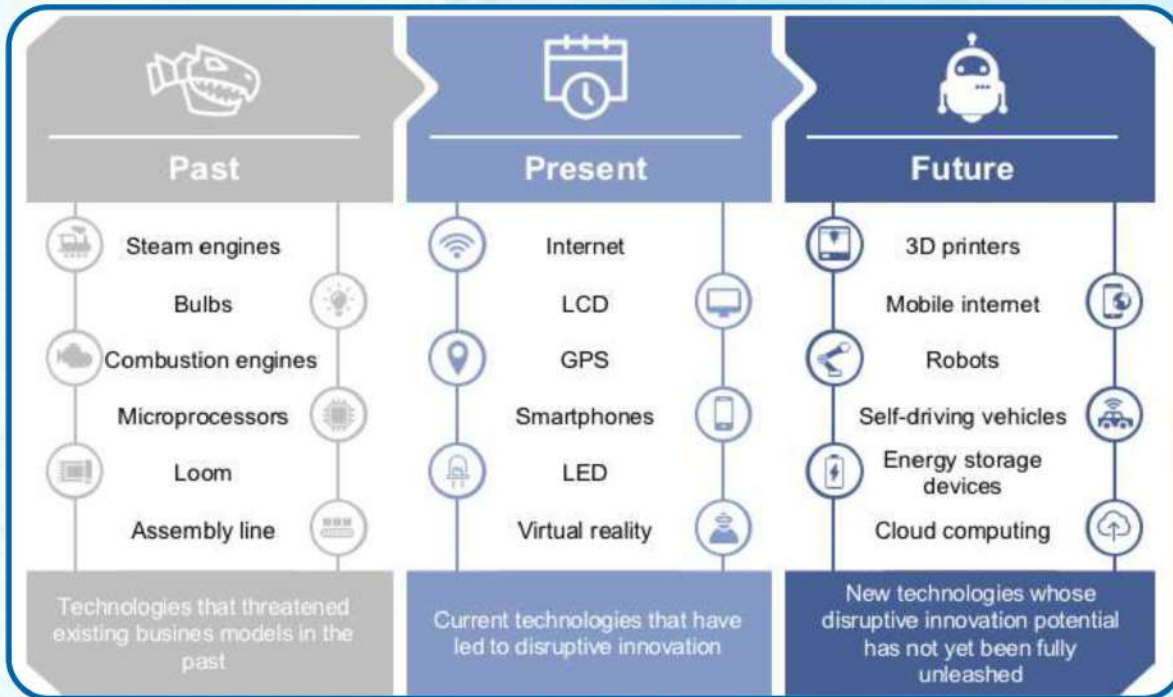 Past
Steam engines
Bulbs
Combustion engines
Microprocessors
Loom
Assembly line
Technologies that threatened
existing busines models in the
past
Present
Internet
LCD
GPS
Smartphones
LED
Virtual reality
Current technologies that have
led to disruptive innovation
Future
3D printers
Mobile internet
Robots
Self-driving vehicles
Energy storage
devices
Cloud computing
New technologies whose
disruptive innovation potential
has not yet been fully
unleashed